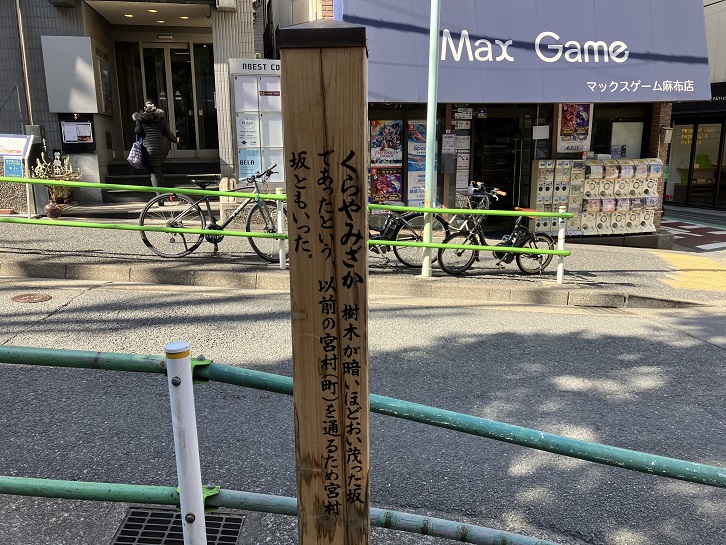 くらやみざか 樹木が暗いほどおい茂った坂
であったという 以前の宮村(町)を通るため宮村
坂ともいった。
Max Game
マックスゲーム麻布店
ABEST CO
BELA